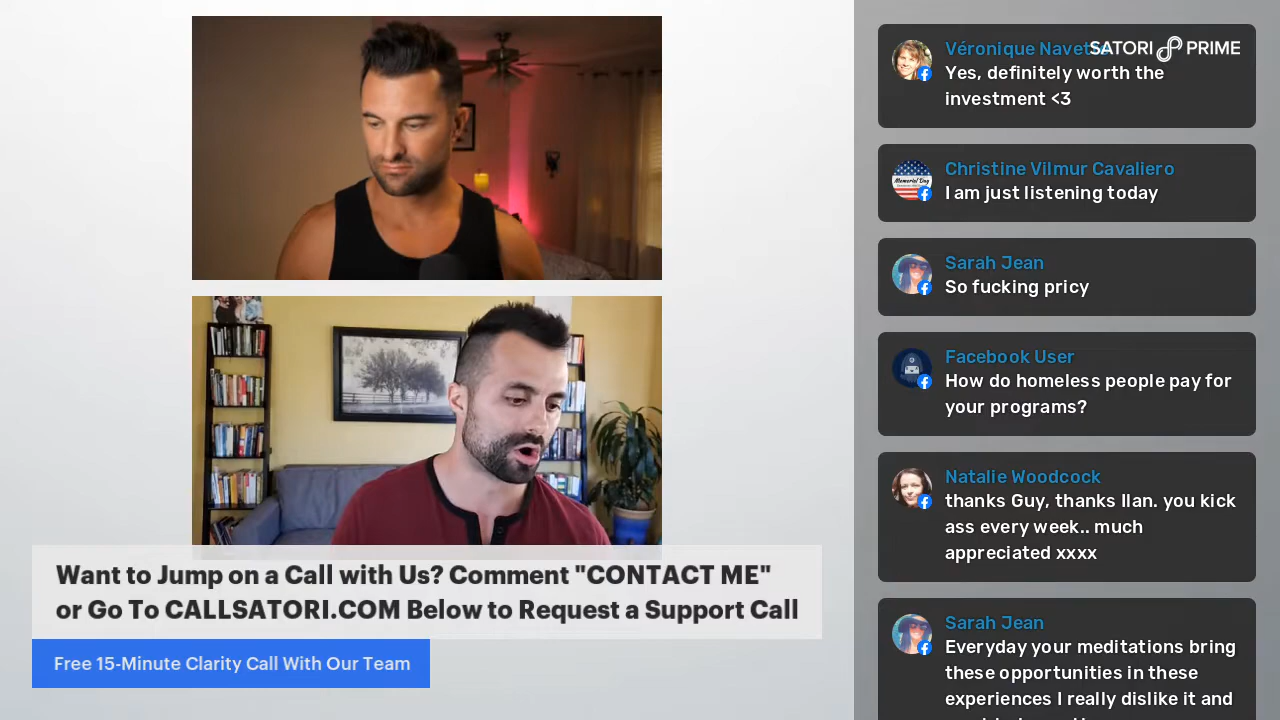 Véronique Navet
SATORI PRIME
Yes, definitely worth the
investment <3
Christine Vilmur Cavaliero
I am just listening today
Sarah Jean
So fucking pricy
Facebook User
How do homeless people pay for
your programs?
Natalie Woodcock
thanks Guy, thanks Ilan. you kick
ass every week.. much
appreciated xxxx
Sarah Jean
Everyday your meditations bring
these opportunities in these
experiences I really dislike it and
Want to Jump on a Call with Us? Comment "CONTACT ME"
or Go To CALLSATORI.COM Below to Request a Support Call
Free 15-Minute Clarity Call With Our Team